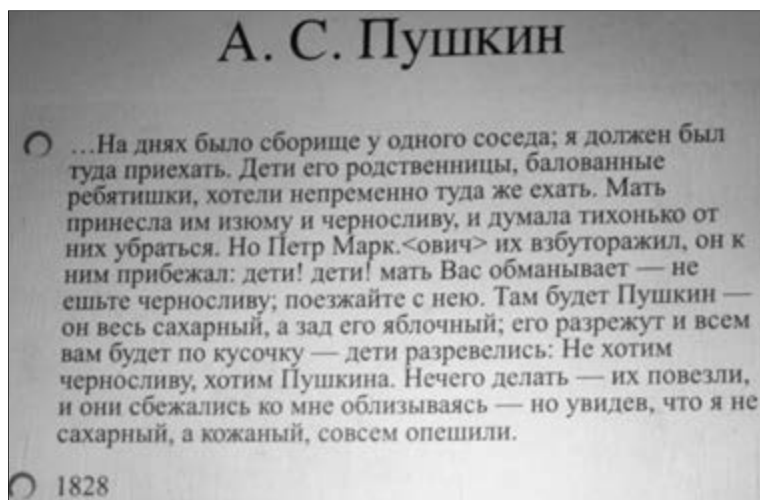 А. С. Пушкин
...На днях было сборище у одного соседа; я должен был
туда приехать. Дети его родственницы, балованные
ребятишки, хотели непременно туда же ехать. Мать
принесла им изюму и черносливу, и думала тихонько от
них убраться. Но Петр Марк.<ович> их взбуторажил, он к
ним прибежал: дети! дети! мать Вас обманывает — не
ешьте черносливу; поезжайте с нею. Там будет Пушкин —
он весь сахарный, а зад его яблочный; его разрежут и всем
вам будет по кусочку — дети разревелись: Не хотим
черносливу, хотим Пушкина. Нечего делать — их повезли,
и они сбежались ко мне облизываясь — но увидев, что я не
сахарный, а кожаный, совсем опешили.
1828